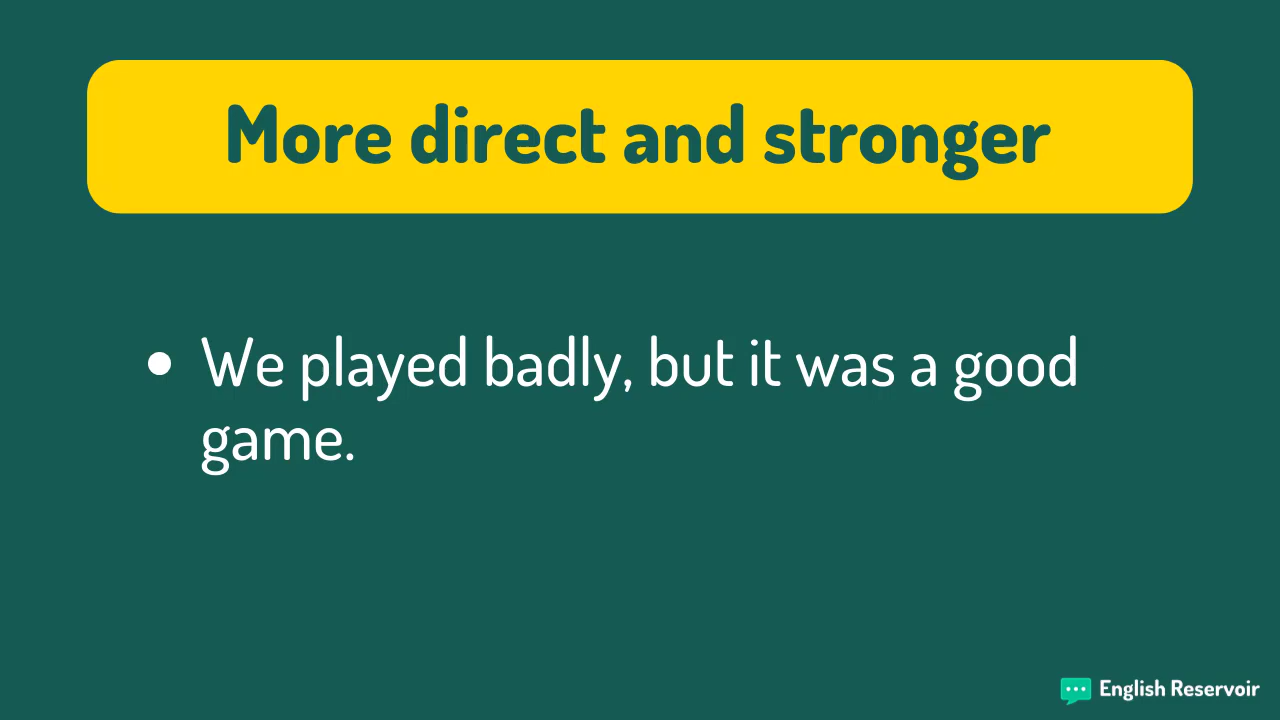 More direct and stronger
• We played badly, but it was a good
game.
English Reservoir